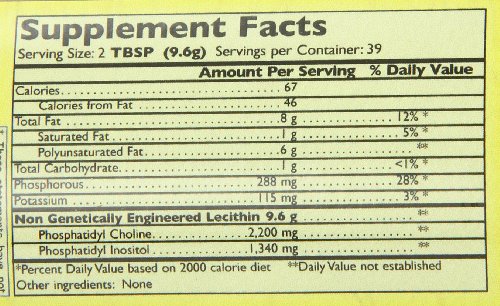 Supplement Facts
Serving Size: 2 TBSP (9.6g) Servings per Container: 39
Amount Per Serving % Daily Value
Calories 67
Calories from Fat 46
Total Fat 8 g 12% *
Saturated Fat 1 g 5% *
Polyunsaturated Fat 6 g **
Total Carbohydrate 1 g <1% *
Phosphorous 288 mg 28% *
Potassium 115 mg 3% *
Non Genetically Engineered Lecithin 9.6 g **
Phosphatidyl Choline 2,200 mg **
Phosphatidyl Inositol 1,340 mg **
*Percent Daily Value based on 2000 calorie diet **Daily Value not established
Other ingredients: None